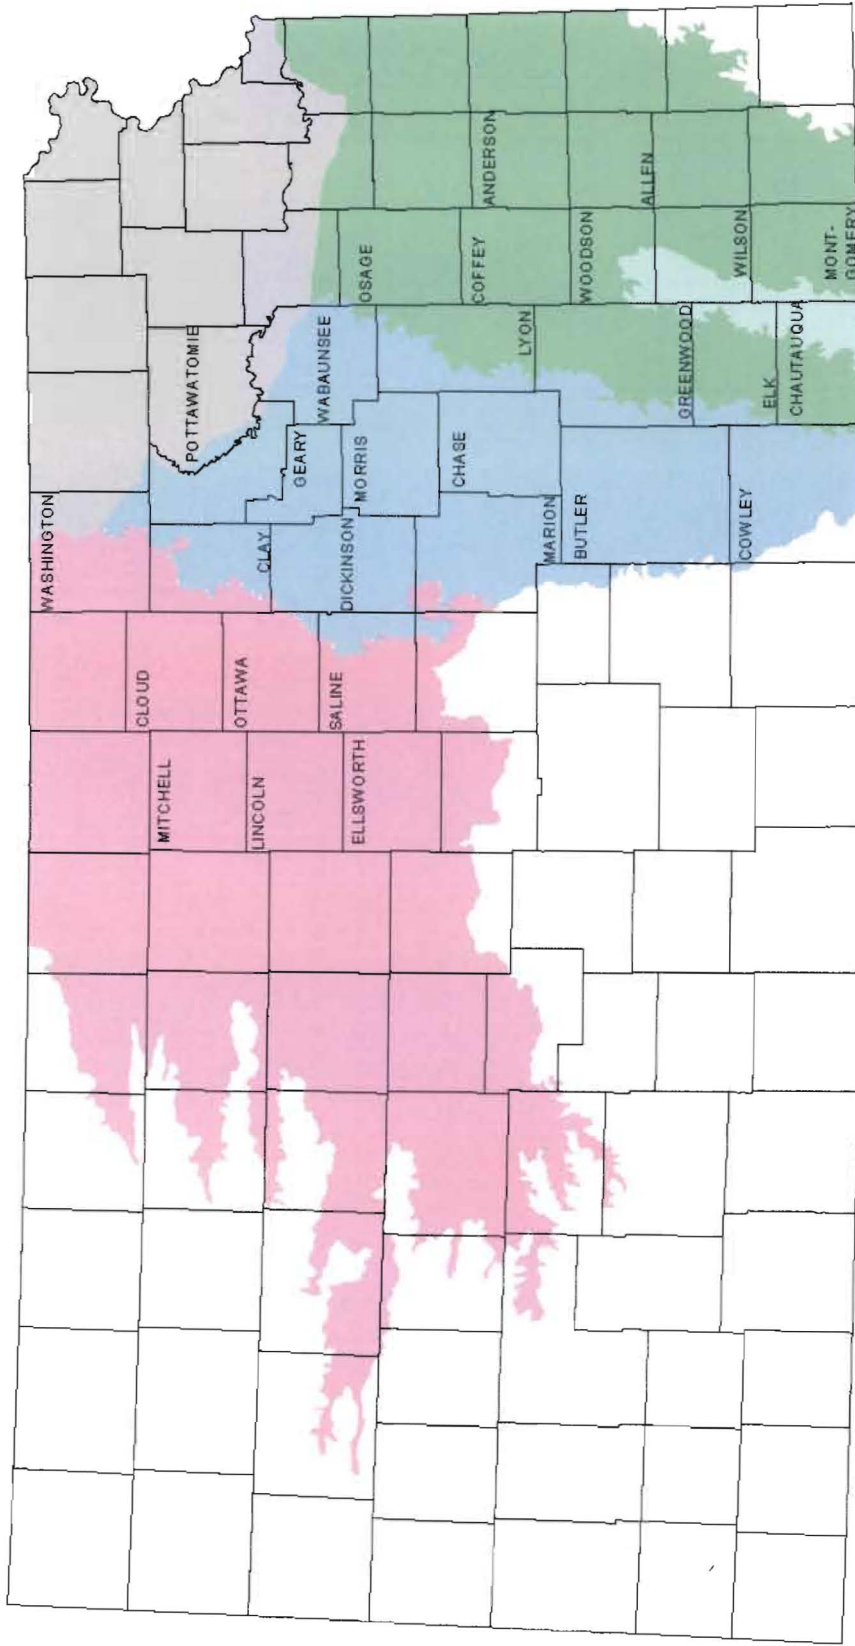 WASHINGTON
CLOUD
MITCHELL
OTTAWA
LINCOLN
SALINE
ELLSWORTH
CLAY
DICKINSON
POTTAWATOMIE
GEARY
WABAUNSEE
MORRIS
CHASE
MARION
BUTLER
COWLEY
OSAGE
LYON
COFFEY
ANDERSON
WOODSON
ALLEN
GREENWOOD
WILSON
ELK
CHAUTAUQUA
MONT-
GOMERY